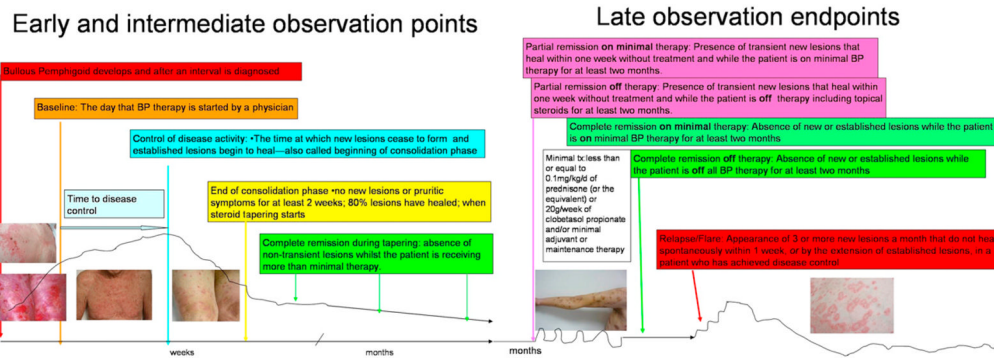 Early and intermediate observation points
Bullous Pemphigoid develops and after an interval is diagnosed
Baseline: The day that BP therapy is started by a physician
Control of disease activity: •The time at which new lesions cease to form and
established lesions begin to heal—also called beginning of consolidation phase
Time to disease
control
End of consolidation phase •no new lesions or pruritic
symptoms for at least 2 weeks; 80% lesions have healed; when
steroid tapering starts
Complete remission during tapering: absence of
non-transient lesions whilst the patient is receiving
more than minimal therapy.
weeks
months
Late observation endpoints
Partial remission on minimal therapy: Presence of transient new lesions that
heal within one week without treatment and while the patient is on minimal BP
therapy for at least two months.
Partial remission off therapy: Presence of transient new lesions that heal within
one week without treatment and while the patient is off therapy including topical
steroids for at least two months.
Complete remission on minimal therapy: Absence of new or established lesions while the patient
is on minimal BP therapy for at least two months
Minimal tx:less than
or equal to
0.1mg/kg/d of
prednisone (or the
equivalent) or
20g/week of
clobetasol propionate
and/or minimal
adjuvant or
maintenance therapy
Complete remission off therapy: Absence of new or established lesions while
the patient is off all BP therapy for at least two months
Relapse/Flare: Appearance of 3 or more new lesions a month that do not hea
spontaneously within 1 week, or by the extension of established lesions, in a
patient who has achieved disease control
months